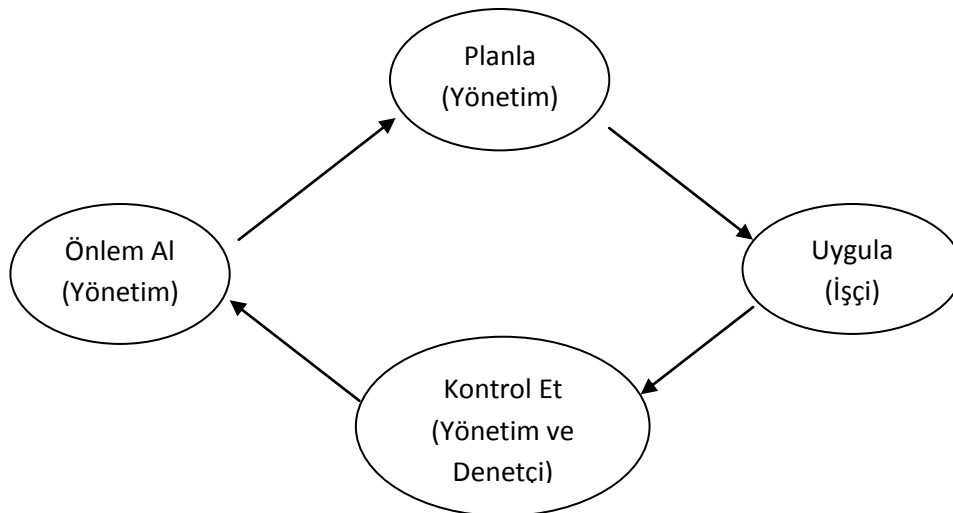 Planla
(Yönetim)
Önlem Al
(Yönetim)
Uygula
(İşçi)
Kontrol Et
(Yönetim ve
Denetçi)